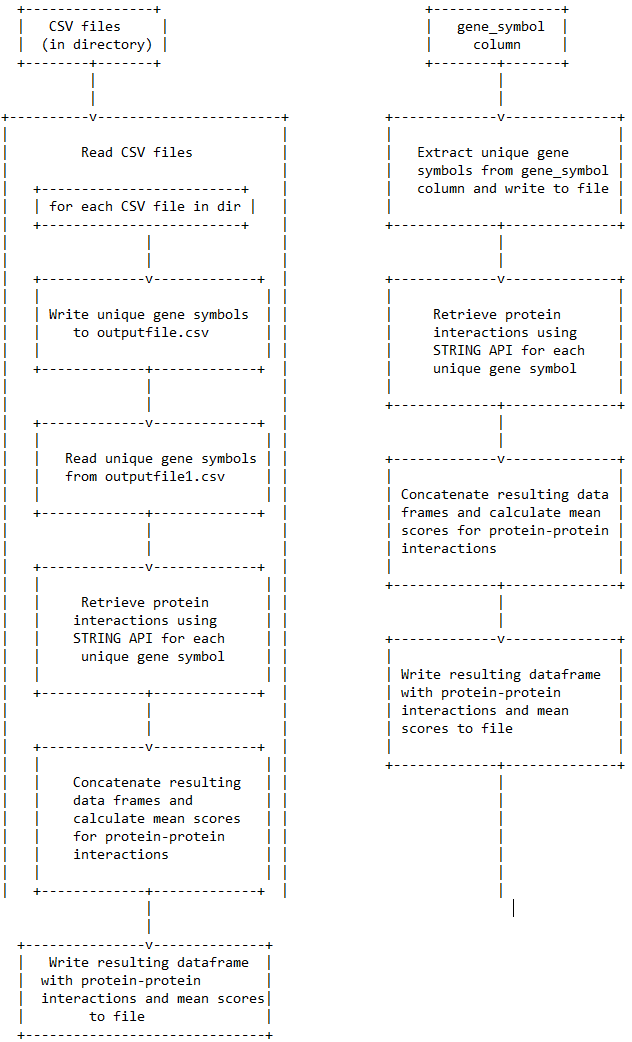 CSV files
(in directory)
Read CSV files
for each CSV file in dir
Write unique gene symbols
to outputfile.csv
Read unique gene symbols
from outputfile1.csv
Retrieve protein
interactions using
STRING API for each
unique gene symbol
Concatenate resulting
data frames and
calculate mean scores
for protein-protein
interactions
Write resulting dataframe
with protein-protein
interactions and mean scores
to file
gene_symbol
column
Extract unique gene
symbols from gene_symbol
column and write to file
Retrieve protein
interactions using
STRING API for each
unique gene symbol
Concatenate resulting data
frames and calculate mean
scores for protein-protein
interactions
Write resulting dataframe
with protein-protein
interactions and mean
scores to file